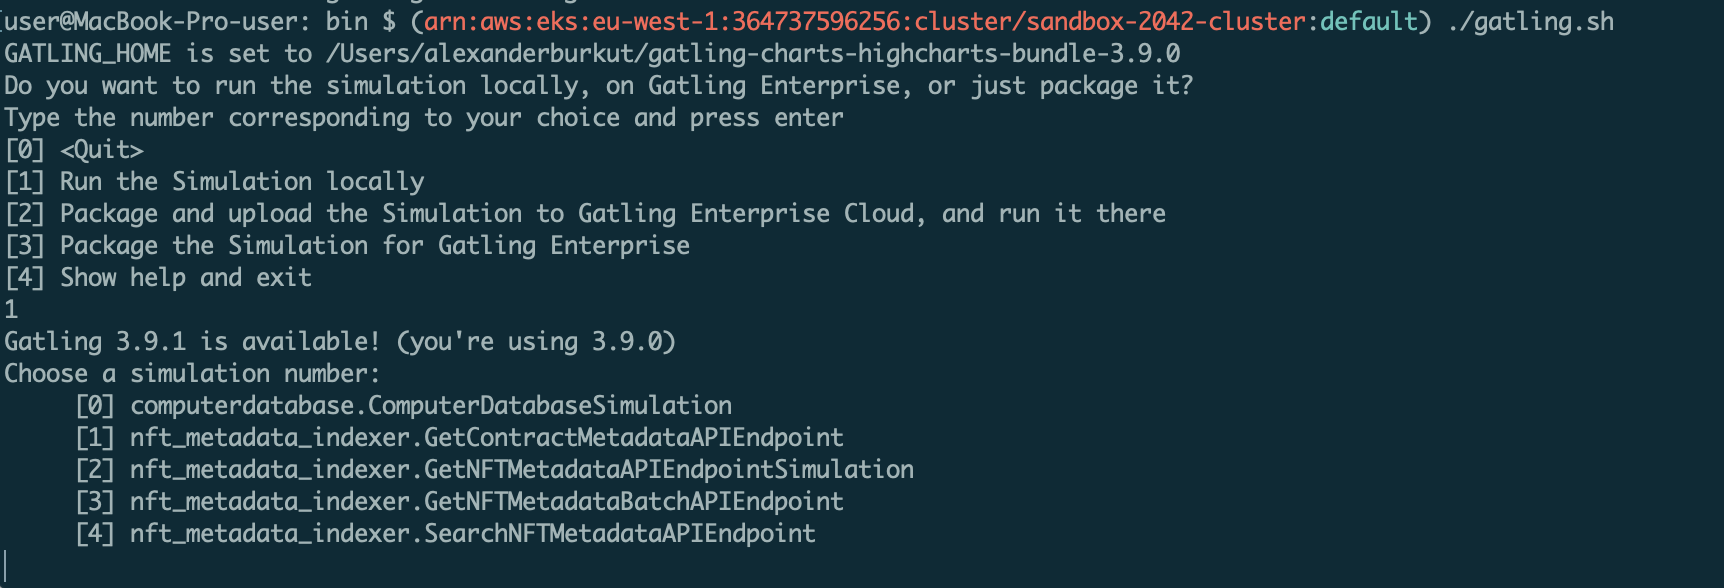 user@MacBook-Pro-user: bin $ (arn:aws:eks:eu-west-1:364737596256:cluster/sandbox-2042-cluster:default) ./gatling.sh
GATLING_HOME is set to /Users/alexanderburkut/gatling-charts-highcharts-bundle-3.9.0
Do you want to run the simulation locally, on Gatling Enterprise, or just package it?
Type the number corresponding to your choice and press enter
[0] <Quit>
[1] Run the Simulation locally
[2] Package and upload the Simulation to Gatling Enterprise Cloud, and run it there
[3] Package the Simulation for Gatling Enterprise
[4] Show help and exit
1
Gatling 3.9.1 is available! (you're using 3.9.0)
Choose a simulation number:
     [0] computerdatabase.ComputerDatabaseSimulation
     [1] nft_metadata_indexer.GetContractMetadataAPIEndpoint
     [2] nft_metadata_indexer.GetNFTMetadataAPIEndpointSimulation
     [3] nft_metadata_indexer.GetNFTMetadataBatchAPIEndpoint
     [4] nft_metadata_indexer.SearchNFTMetadataAPIEndpoint